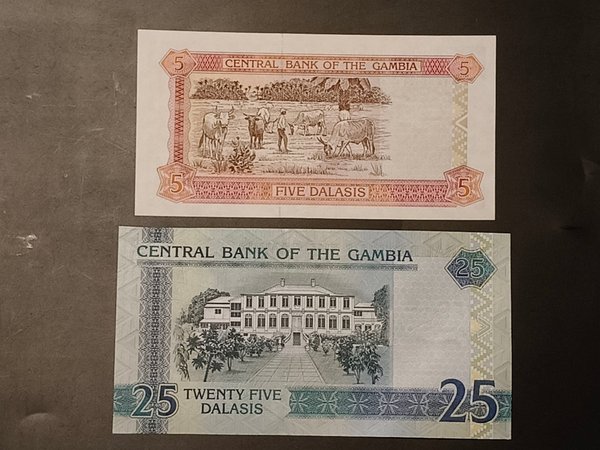 5 CENTRAL BANK OF THE GAMBIA 5
5 FIVE DALASIS 5
CENTRAL BANK OF THE GAMBIA
25
25 TWENTY FIVE 25
DALASIS